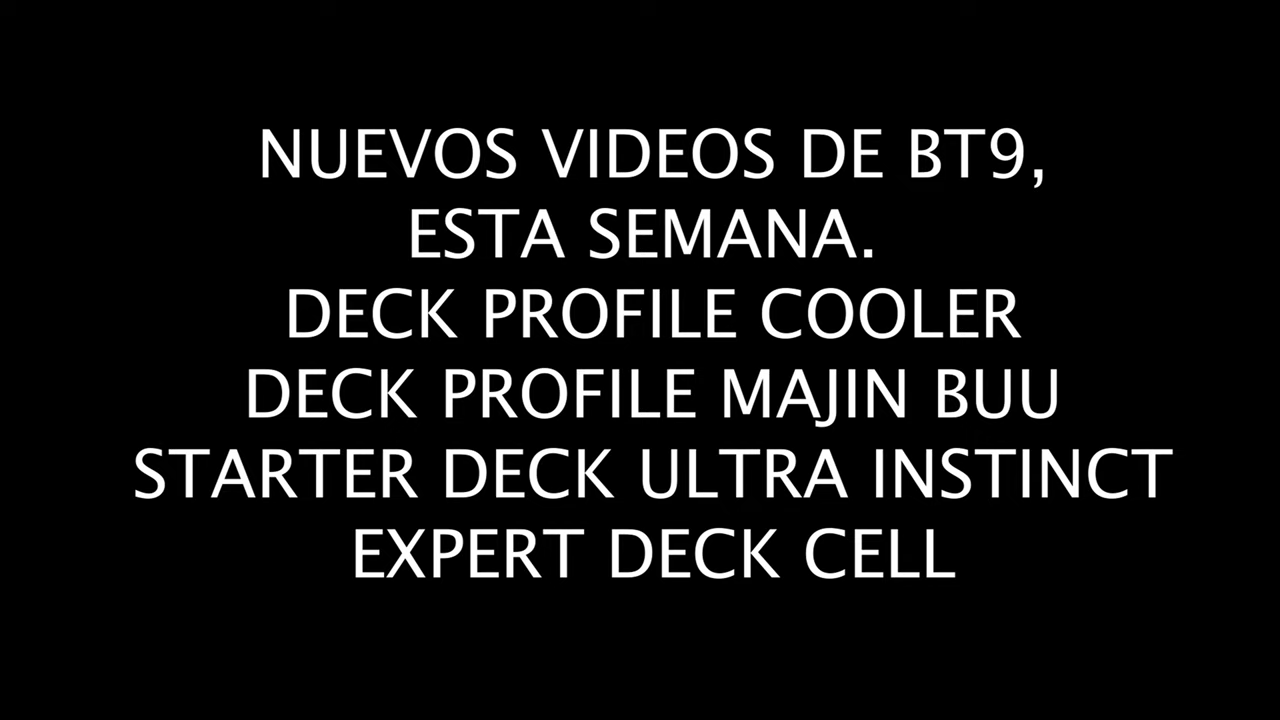 NUEVOS VIDEOS DE BT9,
ESTA SEMANA.
DECK PROFILE COOLER
DECK PROFILE MAJIN BUU
STARTER DECK ULTRA INSTINCT
EXPERT DECK CELL